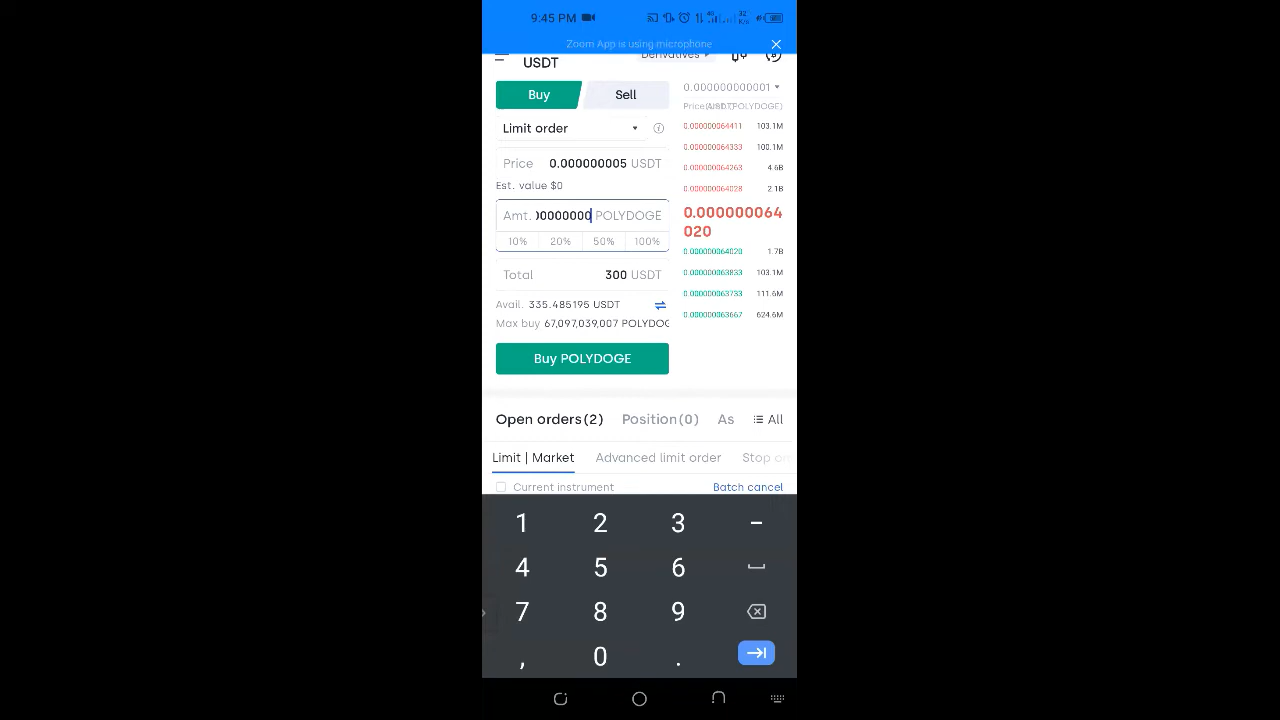 9:45 PM
Zoom App is using microphone
USDT
Derivatives
Buy
Sell
0.000000000001
Limit order
Price 0.000000005 USDT
Est. value $0
Amt. 00000000 POLYDOGE
10% 20% 50% 100%
Total 300 USDT
Avail. 335.485195 USDT
Max buy 67,097,039,007 POLYDOG
Buy POLYDOGE
0.000000064411 103.1M
0.000000064333 100.1M
0.000000064263 4.6B
0.000000064028 2.1B
0.000000064
020
0.000000064020 1.7B
0.000000063833 103.1M
0.000000063733 111.6M
0.000000063667 624.6M
Open orders(2) Position(0) As All
Limit | Market Advanced limit order Stop or
Current instrument Batch cancel
1 2 3 -
4 5 6
7 8 9
, 0 .